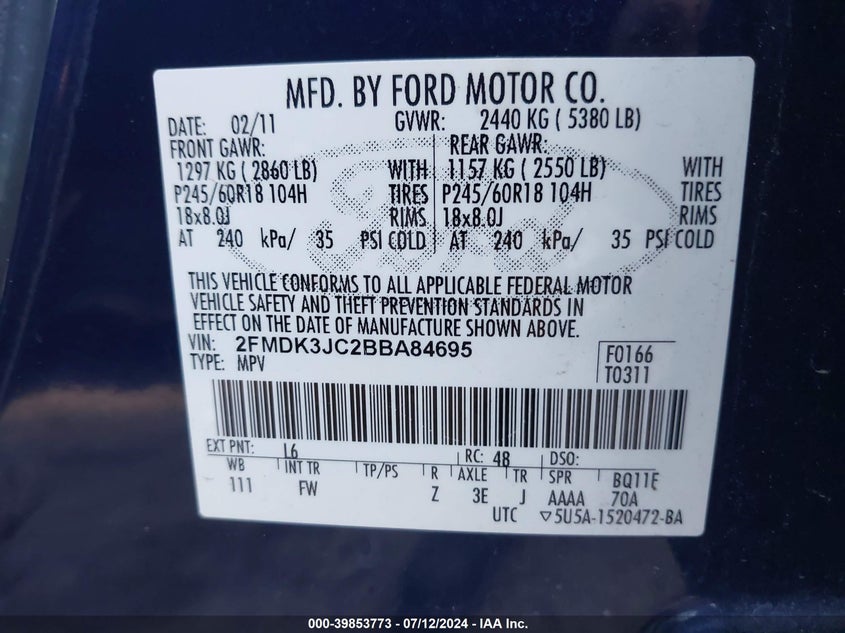 MFD. BY FORD MOTOR CO.
DATE: 02/11 GVWR: 2440 KG ( 5380 LB)
FRONT GAWR: REAR GAWR:
1297 KG ( 2860 LB) WITH 1157 KG ( 2550 LB) WITH
P245/60R18 104H TIRES P245/60R18 104H TIRES
18x8.0J RIMS 18x8.0J RIMS
AT 240 kPa/ 35 PSI COLD AT 240 kPa/ 35 PSI COLD
Ford
THIS VEHICLE CONFORMS TO ALL APPLICABLE FEDERAL MOTOR
VEHICLE SAFETY AND THEFT PREVENTION STANDARDS IN
EFFECT ON THE DATE OF MANUFACTURE SHOWN ABOVE.
VIN: 2FMDK3JC2BBA84695 F0166
TYPE: MPV T0311
EXT PNT: L6 RC: 48 DSO:
WB INT TR TP/PS R AXLE TR SPR BQ11E
111 FW Z 3E J AAAA 70A
UTC ▽5U5A-1520472-BA
000-39853773 - 07/12/2024 - IAA Inc.